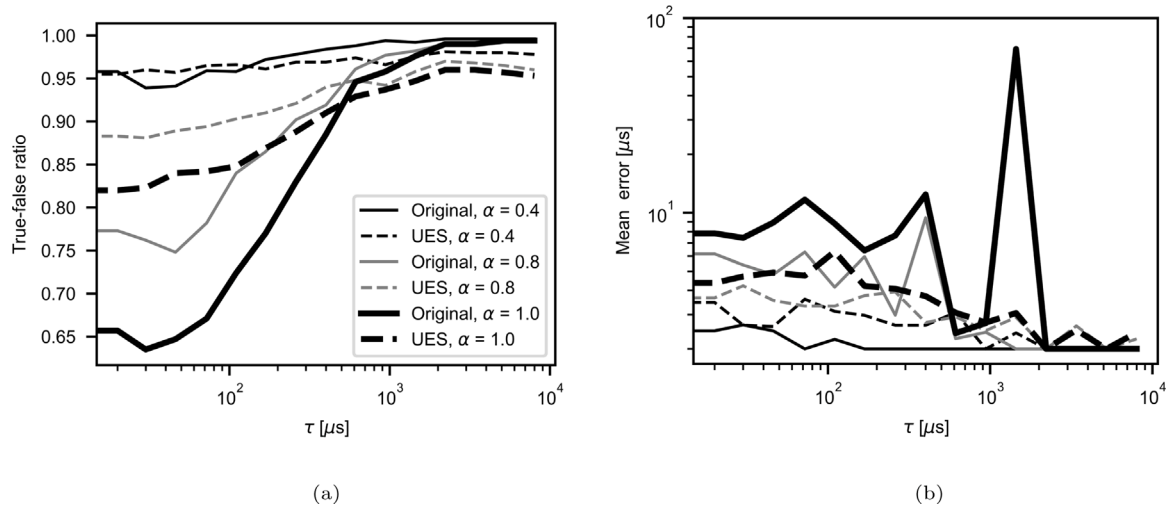 True-false ratio
1.00
0.95
0.90
0.85
0.80
0.75
0.70
0.65
Original, α = 0.4
UES, α = 0.4
Original, α = 0.8
UES, α = 0.8
Original, α = 1.0
UES, α = 1.0
10² 10³ 10⁴
τ [μs]
(a)
Mean error [μs]
10²
10¹
10² 10³ 10⁴
τ [μs]
(b)